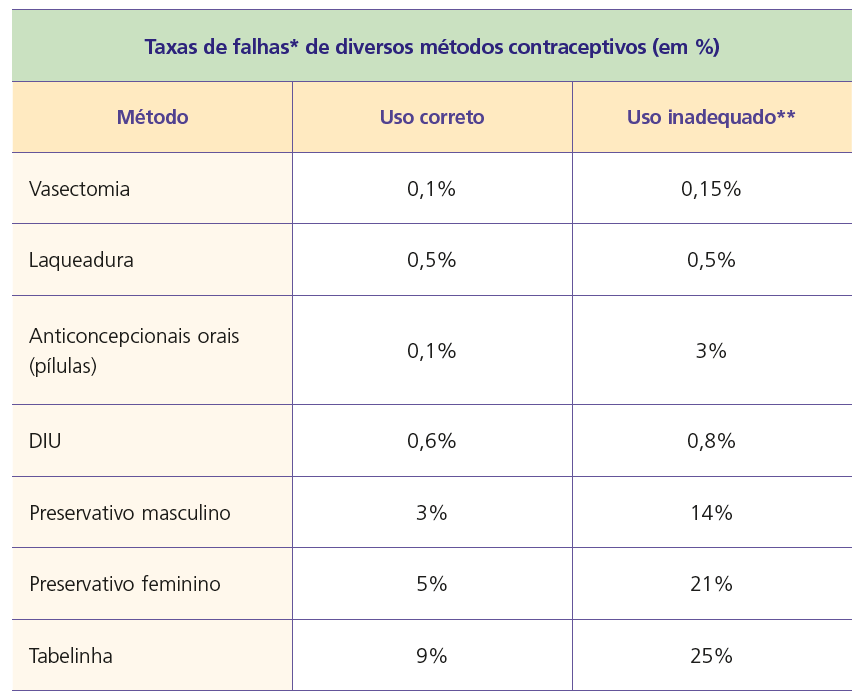 Taxas de falhas* de diversos métodos contraceptivos (em %)
Método Uso correto Uso inadequado**
Vasectomia 0,1% 0,15%
Laqueadura 0,5% 0,5%
Anticoncepcionais orais
(pílulas) 0,1% 3%
DIU 0,6% 0,8%
Preservativo masculino 3% 14%
Preservativo feminino 5% 21%
Tabelinha 9% 25%